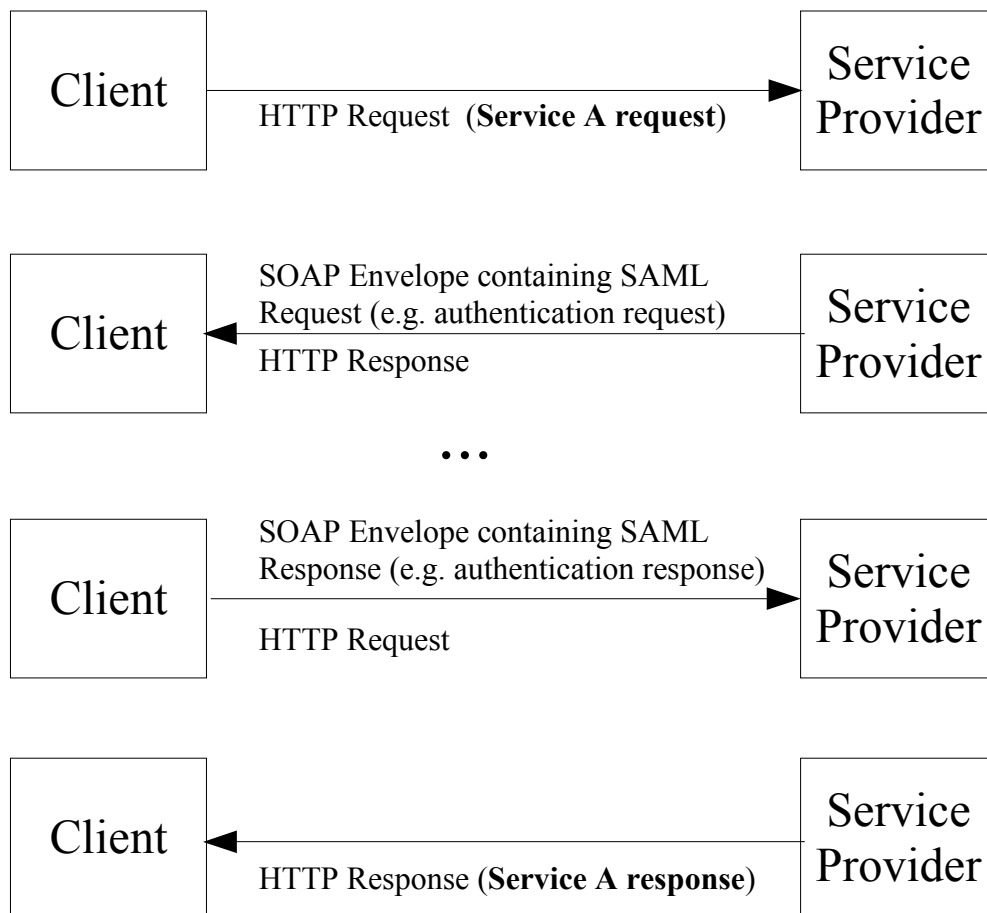 Client
HTTP Request (Service A request)
Service
Provider
Client
SOAP Envelope containing SAML
Request (e.g. authentication request)
HTTP Response
Service
Provider
...
Client
SOAP Envelope containing SAML
Response (e.g. authentication response)
HTTP Request
Service
Provider
Client
HTTP Response (Service A response)
Service
Provider